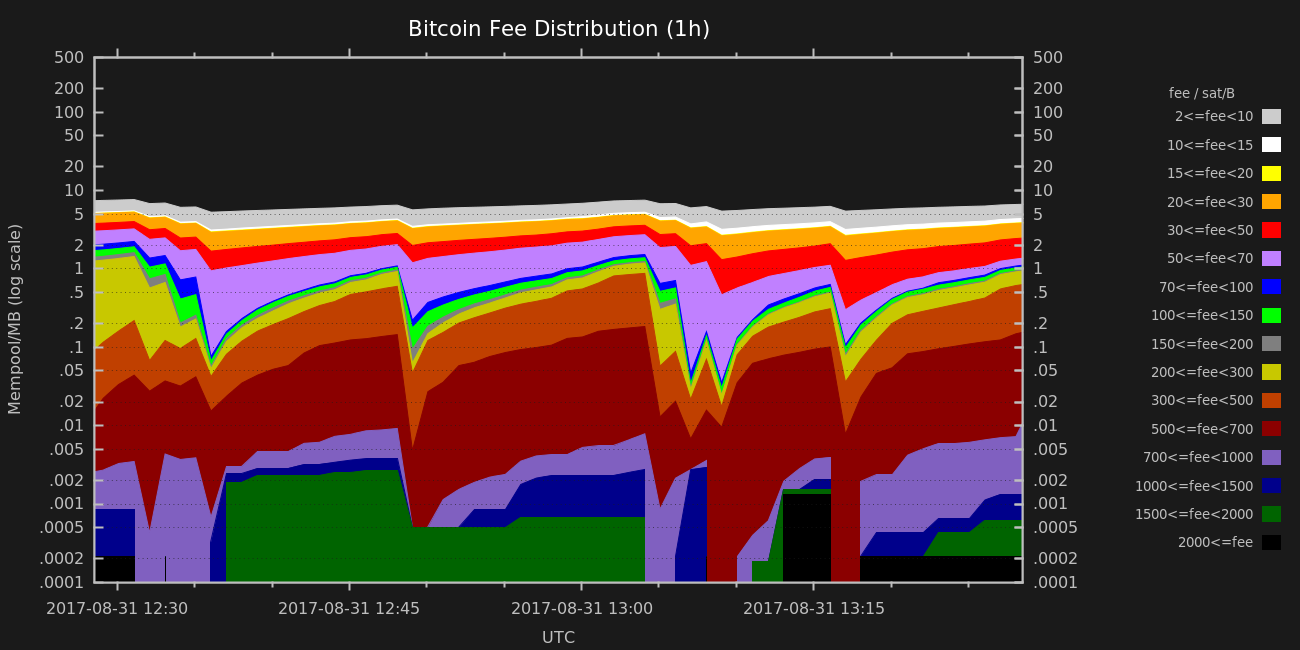 Bitcoin Fee Distribution (1h)
Mempool/MB (log scale)
500
200
100
50
20
10
5
2
1
.5
.2
.1
.05
.02
.01
.005
.002
.001
.0005
.0002
.0001
500
200
100
50
20
10
5
2
1
.5
.2
.1
.05
.02
.01
.005
.002
.001
.0005
.0002
.0001
2017-08-31 12:30 2017-08-31 12:45 2017-08-31 13:00 2017-08-31 13:15
UTC
fee / sat/B
2<=fee<10
10<=fee<15
15<=fee<20
20<=fee<30
30<=fee<50
50<=fee<70
70<=fee<100
100<=fee<150
150<=fee<200
200<=fee<300
300<=fee<500
500<=fee<700
700<=fee<1000
1000<=fee<1500
1500<=fee<2000
2000<=fee